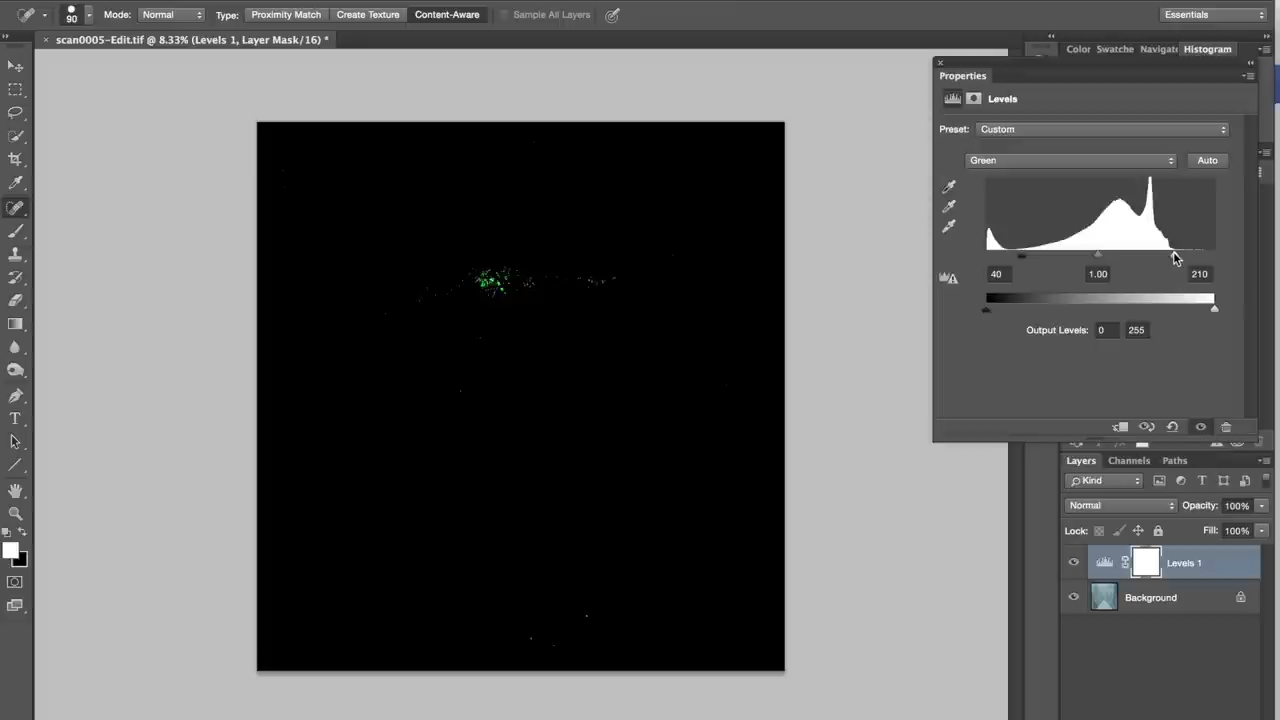 90 Mode: Normal Type: Proximity Match Create Texture Content-Aware Sample All Layers Essentials
× scan0005-Edit.tif @ 8.33% (Levels 1, Layer Mask/16) *
Color Swatche Navigate Histogram
Properties
Levels
Preset: Custom
Green Auto
40 1.00 210
Output Levels: 0 255
Layers Channels Paths
Kind
Normal Opacity: 100%
Lock: Fill: 100%
Levels 1
Background